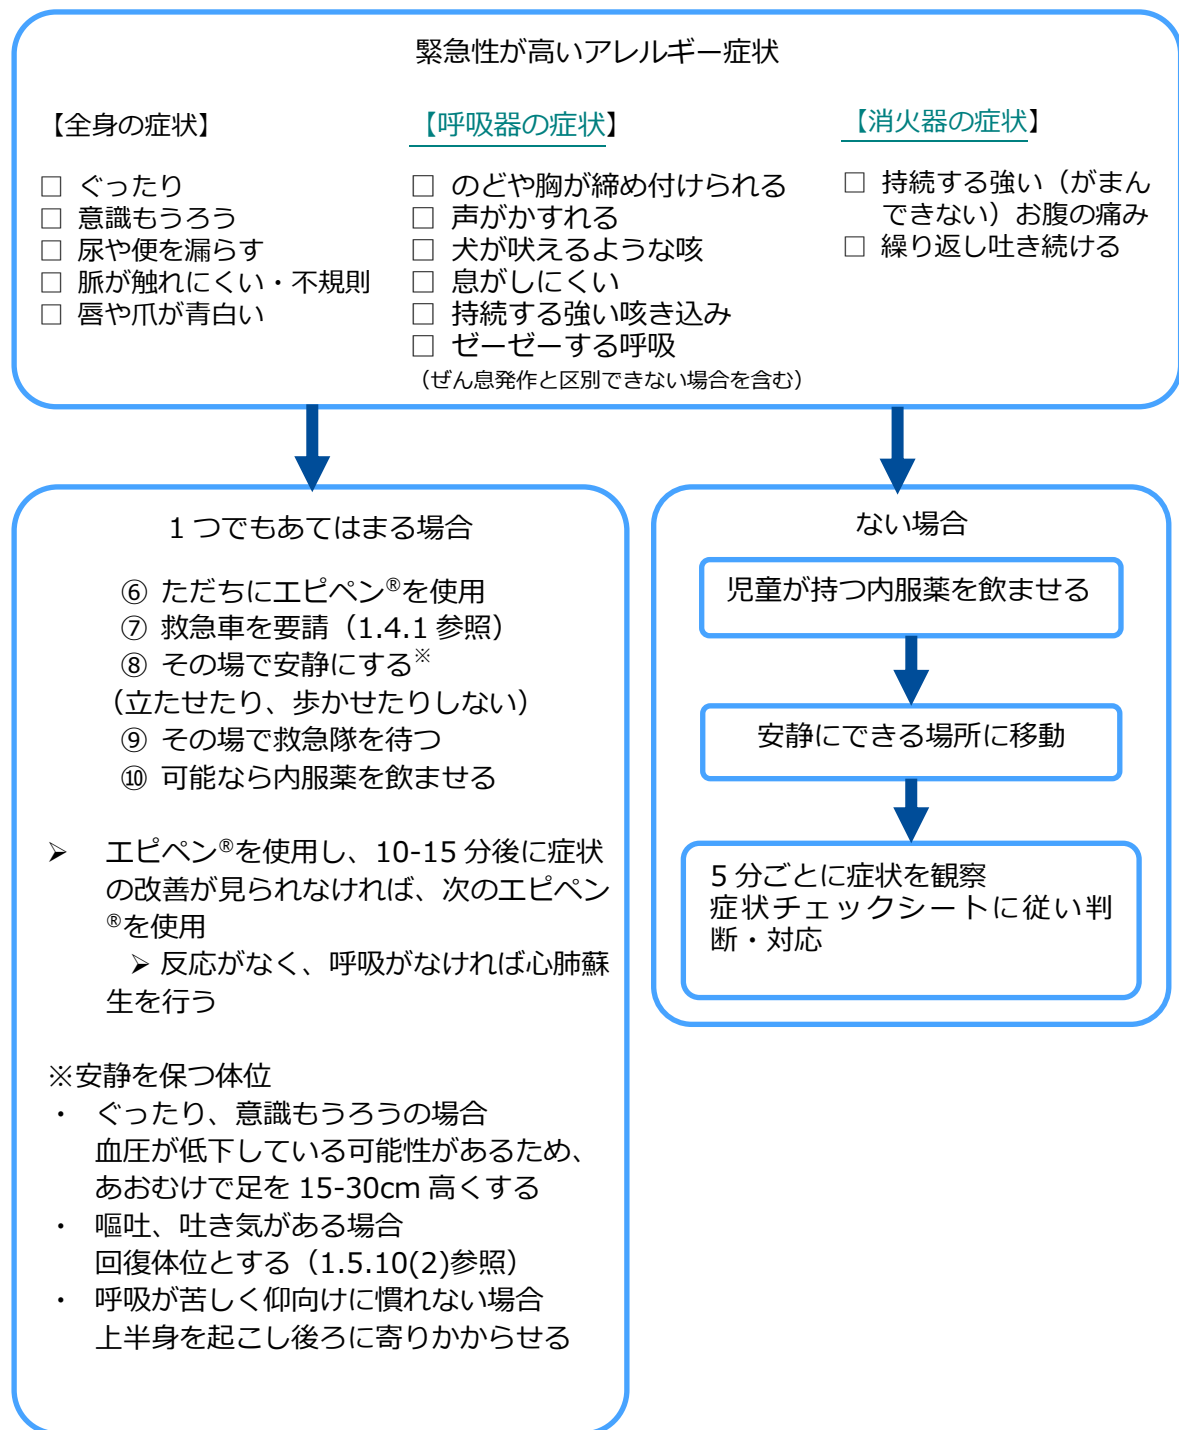 緊急性が高いアレルギー症状
【全身の症状】
□ ぐったり
□ 意識もうろう
□ 尿や便を漏らす
□ 脈が触れにくい・不規則
□ 唇や爪が青白い
【呼吸器の症状】
□ のどや胸が締め付けられる
□ 声がかすれる
□ 犬が吠えるような咳
□ 息がしにくい
□ 持続する強い咳き込み
□ ゼーゼーする呼吸
（ぜん息発作と区別できない場合を含む）
【消火器の症状】
□ 持続する強い（がまん
できない）お腹の痛み
□ 繰り返し吐き続ける
1 つでもあてはまる場合
⑥ ただちにエピペン®を使用
⑦ 救急車を要請（1.4.1 参照）
⑧ その場で安静にする※
（立たせたり、歩かせたりしない）
⑨ その場で救急隊を待つ
⑩ 可能なら内服薬を飲ませる
➢ エピペン®を使用し、10-15 分後に症状
の改善が見られなければ、次のエピペン
®を使用
➢ 反応がなく、呼吸がなければ心肺蘇
生を行う
※安静を保つ体位
・ ぐったり、意識もうろうの場合
血圧が低下している可能性があるため、
あおむけで足を 15-30cm 高くする
・ 嘔吐、吐き気がある場合
回復体位とする（1.5.10(2)参照）
・ 呼吸が苦しく仰向けに慣れない場合
上半身を起こし後ろに寄りかからせる
ない場合
児童が持つ内服薬を飲ませる
安静にできる場所に移動
5 分ごとに症状を観察
症状チェックシートに従い判
断・対応